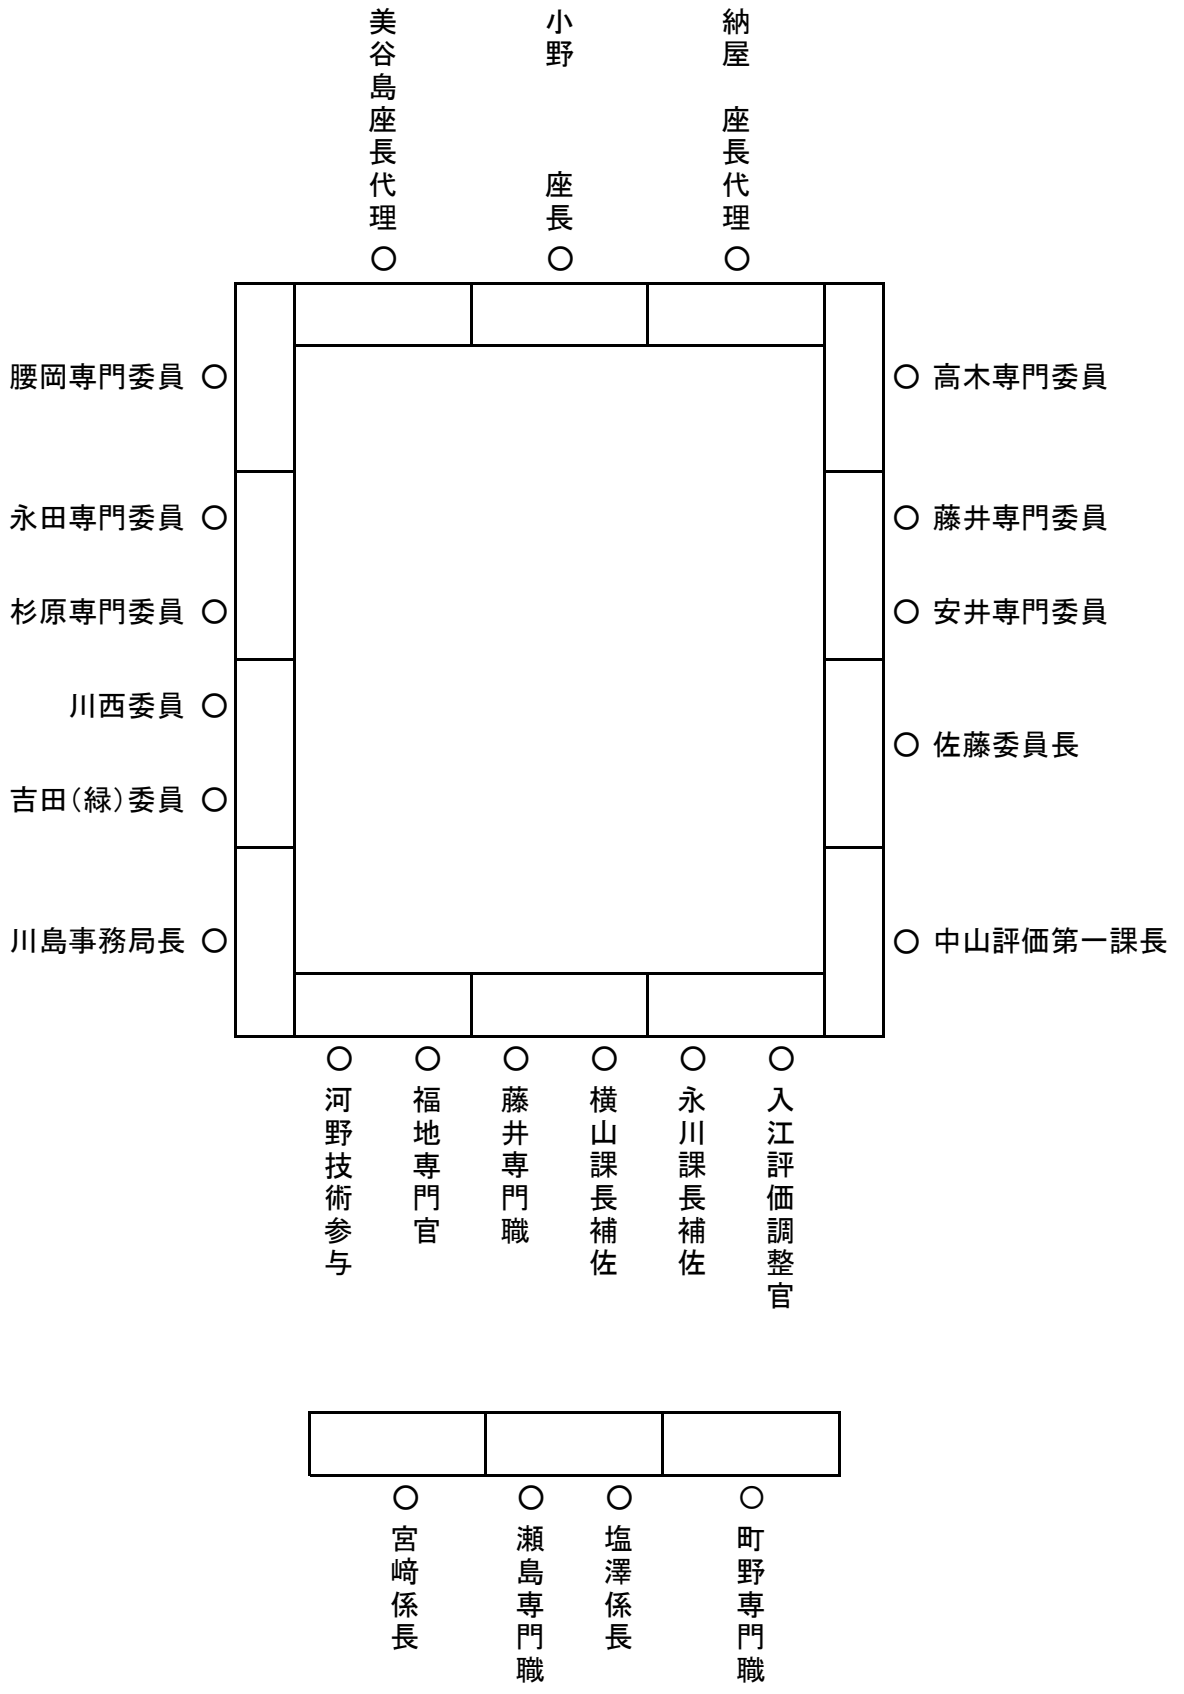 美谷島座長代理
小野　　　座長
納屋　座長代理
腰岡専門委員
高木専門委員
永田専門委員
藤井専門委員
杉原専門委員
安井専門委員
川西委員
佐藤委員長
吉田（緑）委員
川島事務局長
中山評価第一課長
河野技術参与
福地専門官
藤井専門職
横山課長補佐
永川課長補佐
入江評価調整官
宮﨑係長
瀬島専門職
塩澤係長
町野専門職